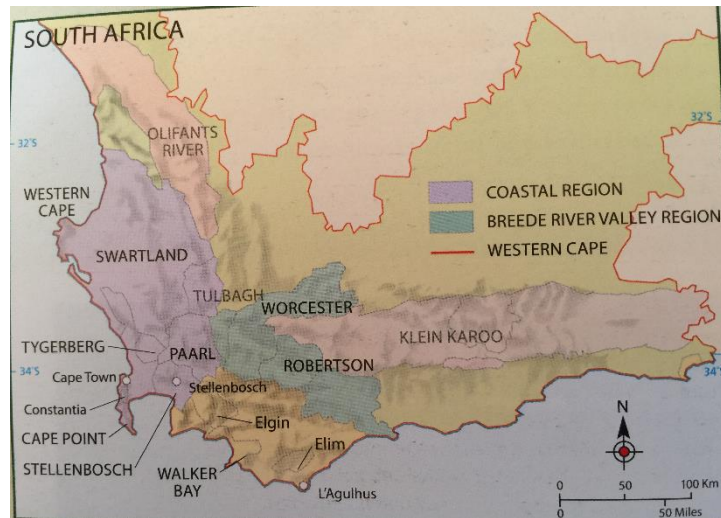 SOUTH AFRICA
32°S
32°S
OLIFANTS
RIVER
WESTERN
CAPE
COASTAL REGION
BREEDE RIVER VALLEY REGION
WESTERN CAPE
SWARTLAND
TULBAGH
WORCESTER
KLEIN KAROO
TYGERBERG
PAARL
ROBERTSON
34°S
34°S
Cape Town
Stellenbosch
Constantia
Elgin
N
CAPE POINT
Elim
STELLENBOSCH
WALKER
BAY
L'Agulhus
0 50 100 Km
0 50 Miles